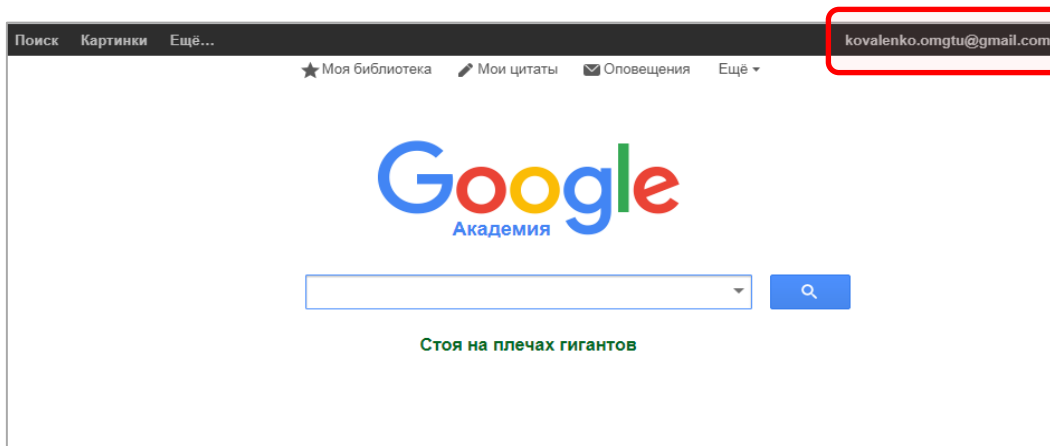 Поиск Картинки Ещё... kovalenko.omgtu@gmail.com
Моя библиотека Мои цитаты Оповещения Ещё
Google
Академия
Стоя на плечах гигантов